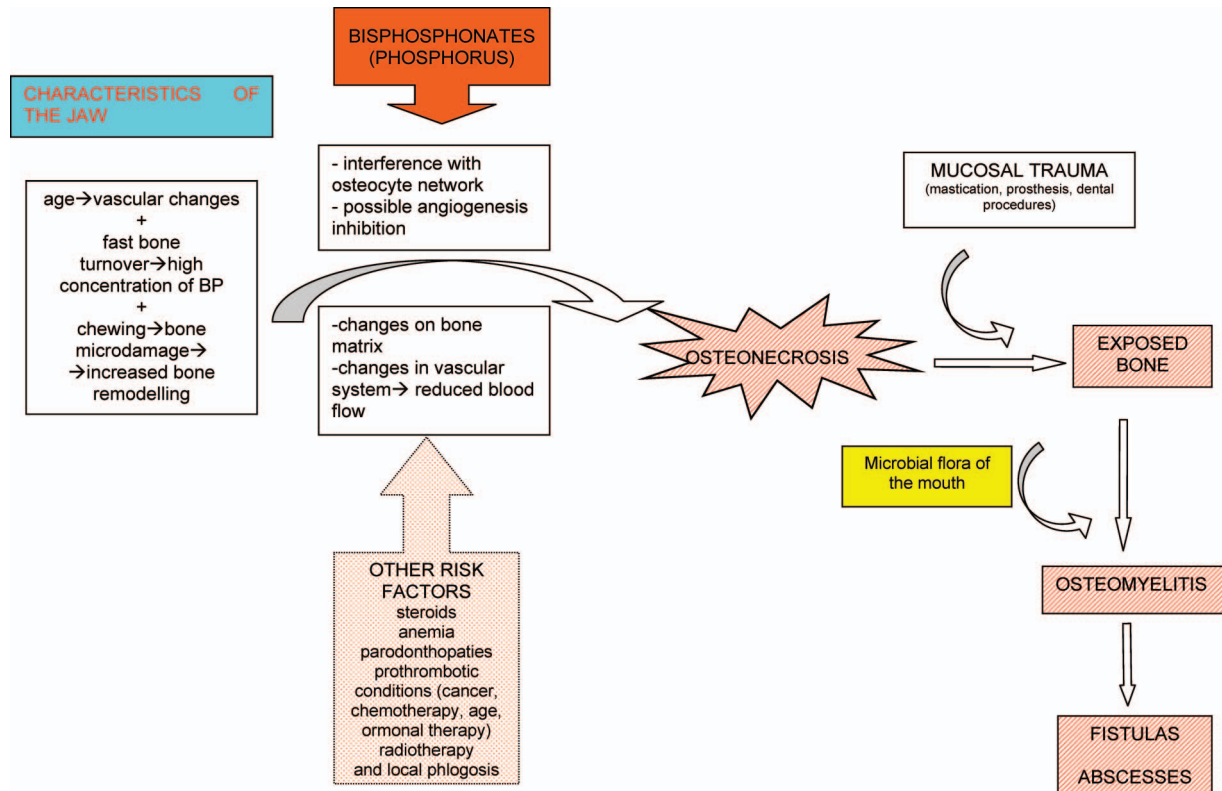 BISPHOSPHONATES
(PHOSPHORUS)
CHARACTERISTICS OF
THE JAW
age→vascular changes
+
fast bone
turnover→high
concentration of BP
+
chewing→bone
microdamage→
→increased bone
remodelling
- interference with
osteocyte network
- possible angiogenesis
inhibition
-changes on bone
matrix
-changes in vascular
system→ reduced blood
flow
OTHER RISK
FACTORS
steroids
anemia
parodonthopaties
prothrombotic
conditions (cancer,
chemotherapy, age,
ormonal therapy)
radiotherapy
and local phlogosis
OSTEONECROSIS
MUCOSAL TRAUMA
(mastication, prosthesis, dental
procedures)
EXPOSED
BONE
Microbial flora of
the mouth
OSTEOMYELITIS
FISTULAS
ABSCESSES